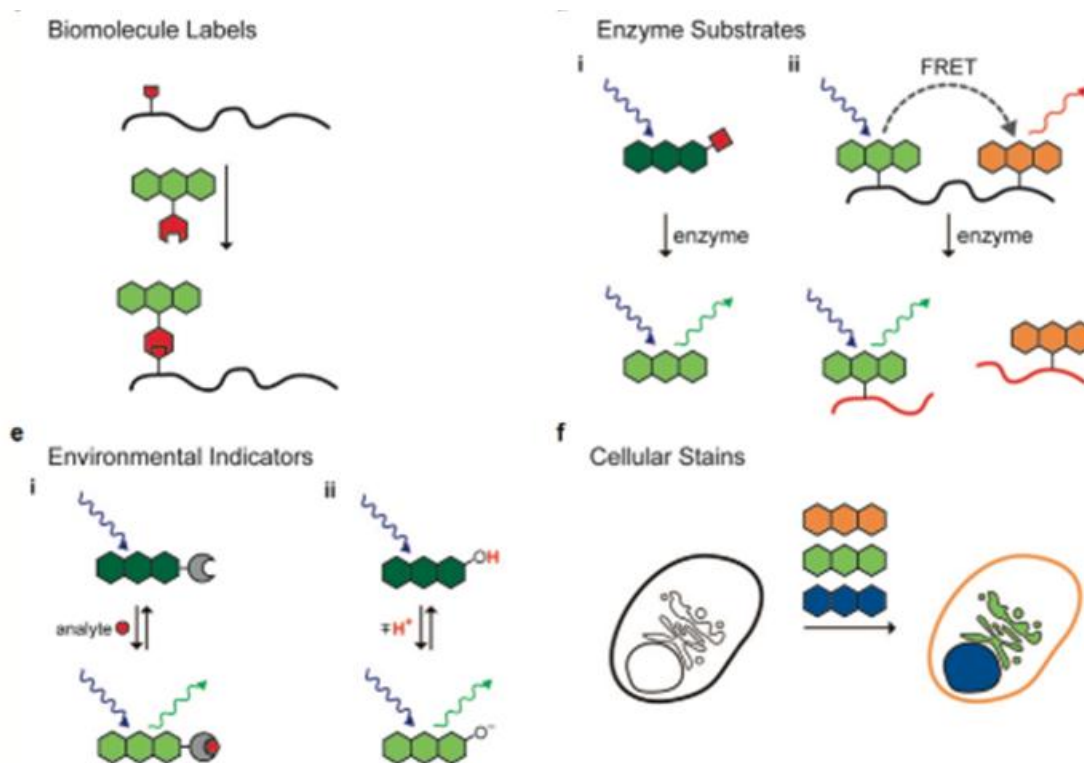 Biomolecule Labels
Enzyme Substrates
i
ii
FRET
enzyme
enzyme
e
Environmental Indicators
i
ii
OH
analyte
∓H⁺
O⁻
f
Cellular Stains